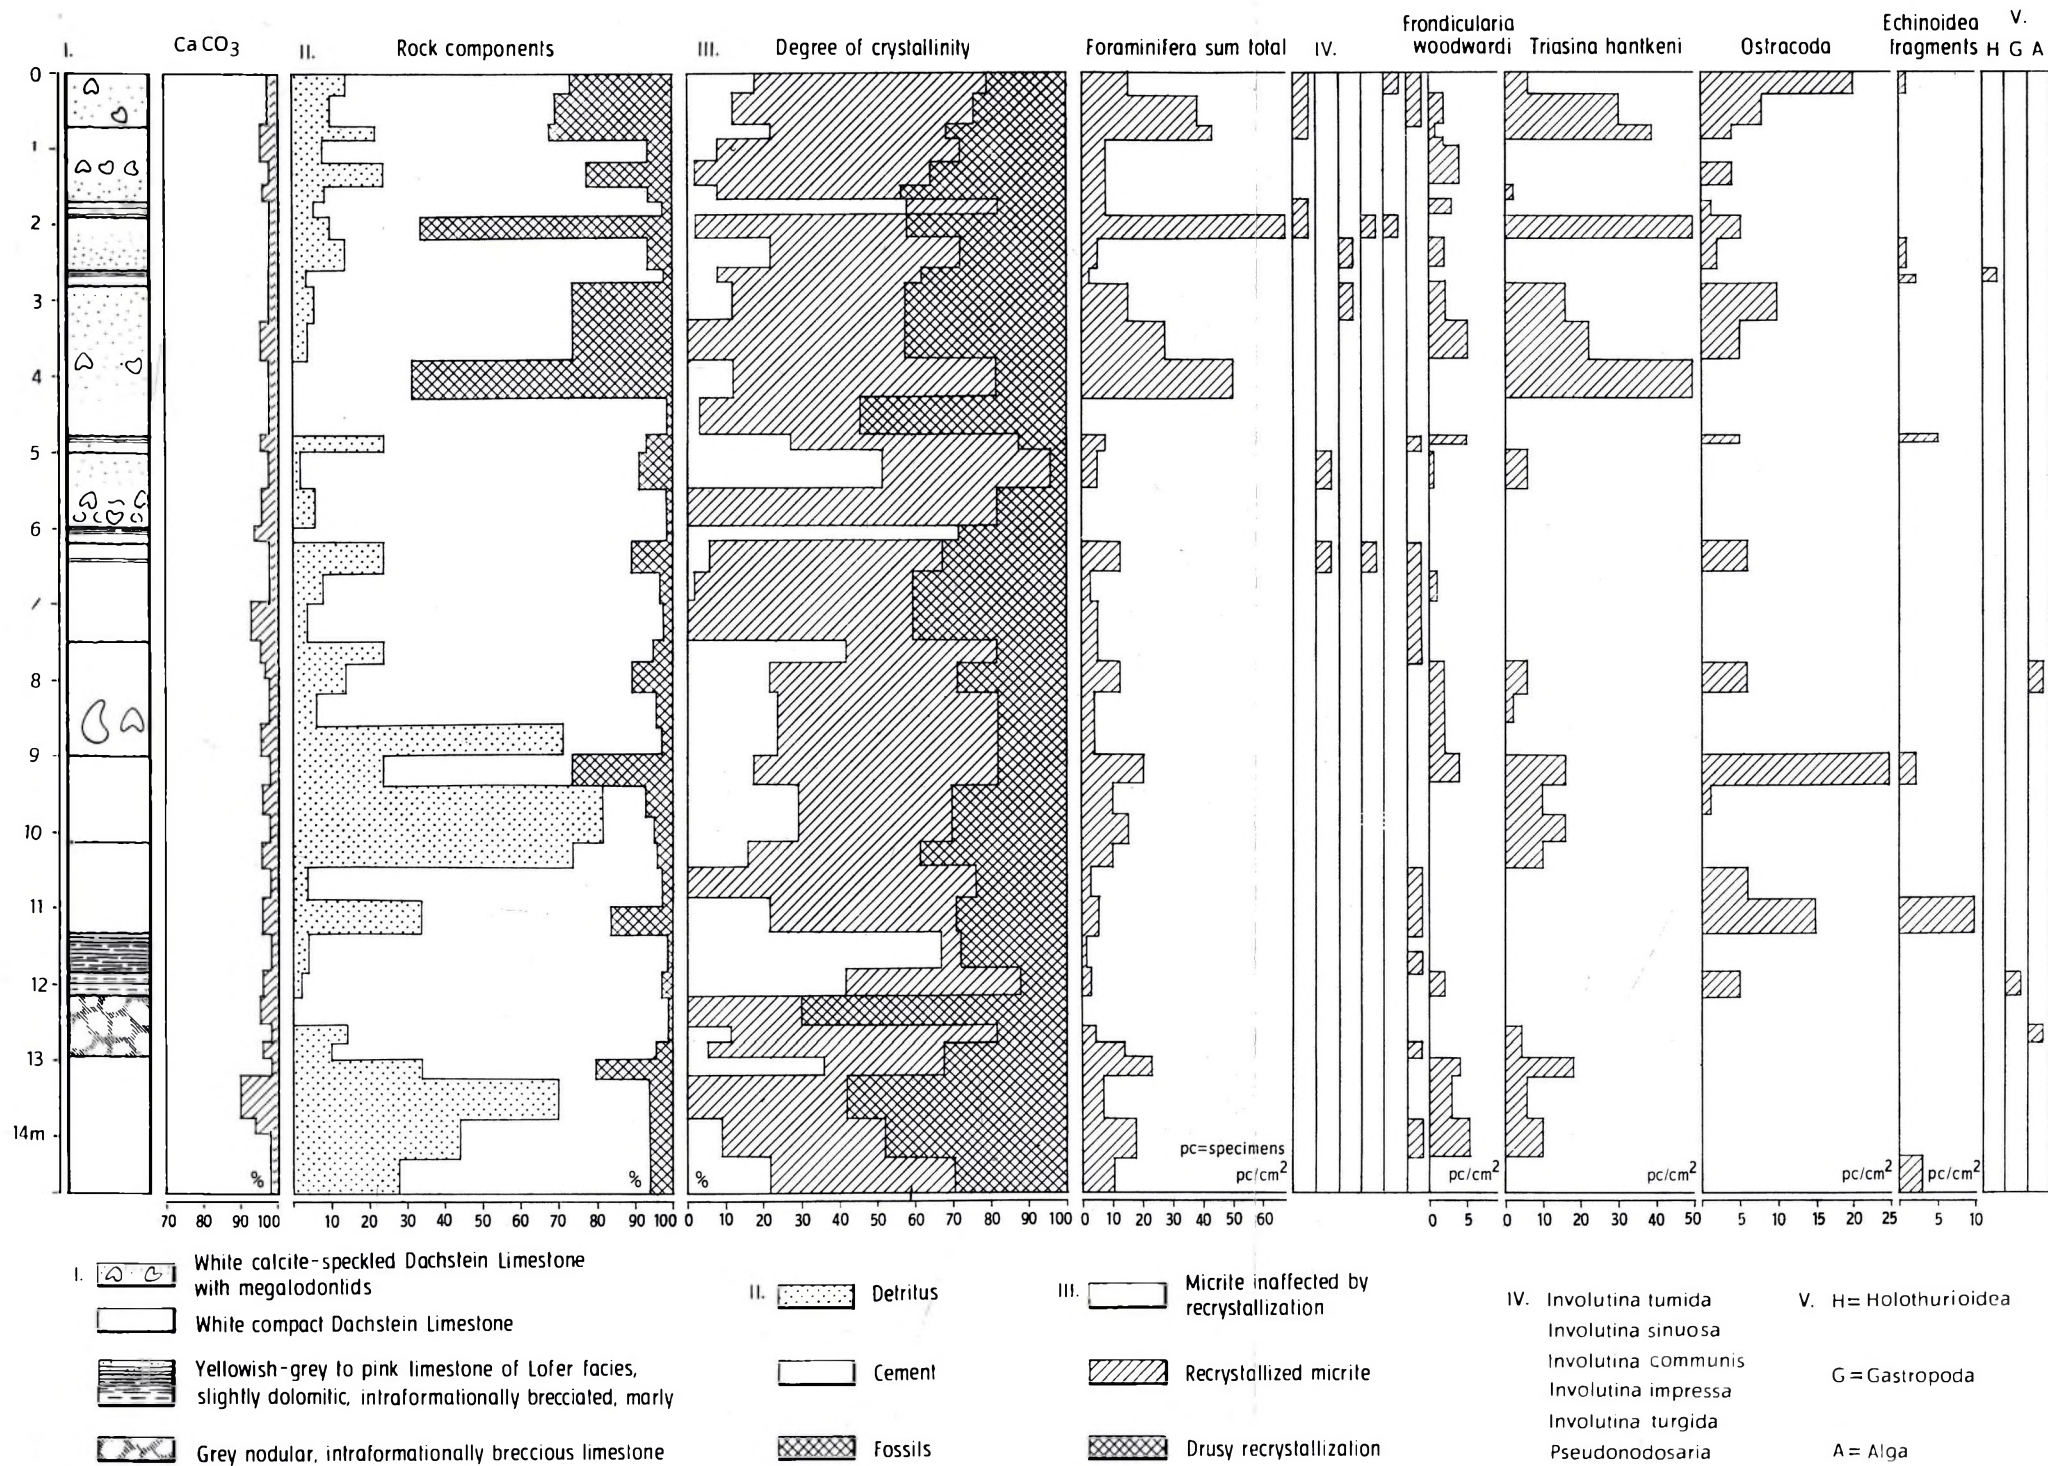 I.
CaCO3
II.
Rock components
III.
Degree of crystallinity
Foraminifera sum total
IV.
Frondicularia
woodwardi
Triasina hantkeni
Ostracoda
Echinoidea
fragments
V.
H G A
0
1
2
3
4
5
6
7
8
9
10
11
12
13
14m
%
%
%
pc=specimens
pc/cm2
pc/cm2
pc/cm2
pc/cm2
pc/cm2
70 80 90 100
10 20 30 40 50 60 70 80 90 100
0 10 20 30 40 50 60 70 80 90 100
0 10 20 30 40 50 60
0 5
0 10 20 30 40 50
5 10 15 20 25
5 10
I.
White calcite-speckled Dachstein Limestone
with megalodontids
White compact Dachstein Limestone
Yellowish-grey to pink limestone of Lofer facies,
slightly dolomitic, intraformationally brecciated, marly
Grey nodular, intraformationally breccious limestone
II.
Detritus
Cement
Fossils
III.
Micrite inaffected by
recrystallization
Recrystallized micrite
Drusy recrystallization
IV. Involutina tumida
Involutina sinuosa
Involutina communis
Involutina impressa
Involutina turgida
Pseudonodosaria
V. H= Holothurioidea
G = Gastropoda
A = Alga